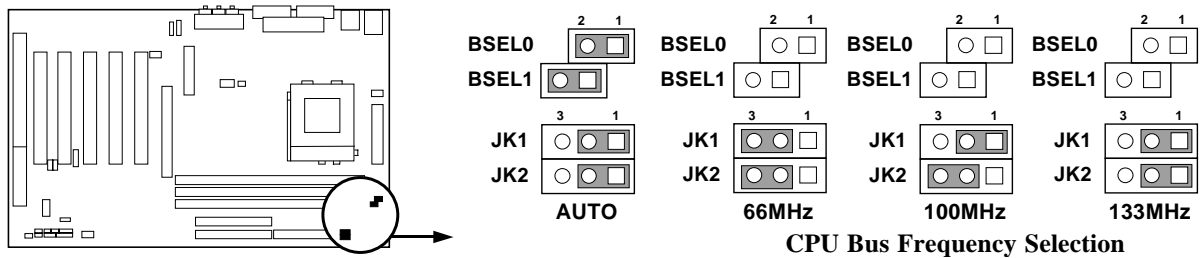 2 1
BSEL0
BSEL1
3 1
JK1
JK2
AUTO
2 1
BSEL0
BSEL1
3 1
JK1
JK2
66MHz
2 1
BSEL0
BSEL1
3 1
JK1
JK2
100MHz
2 1
BSEL0
BSEL1
3 1
JK1
JK2
133MHz
CPU Bus Frequency Selection